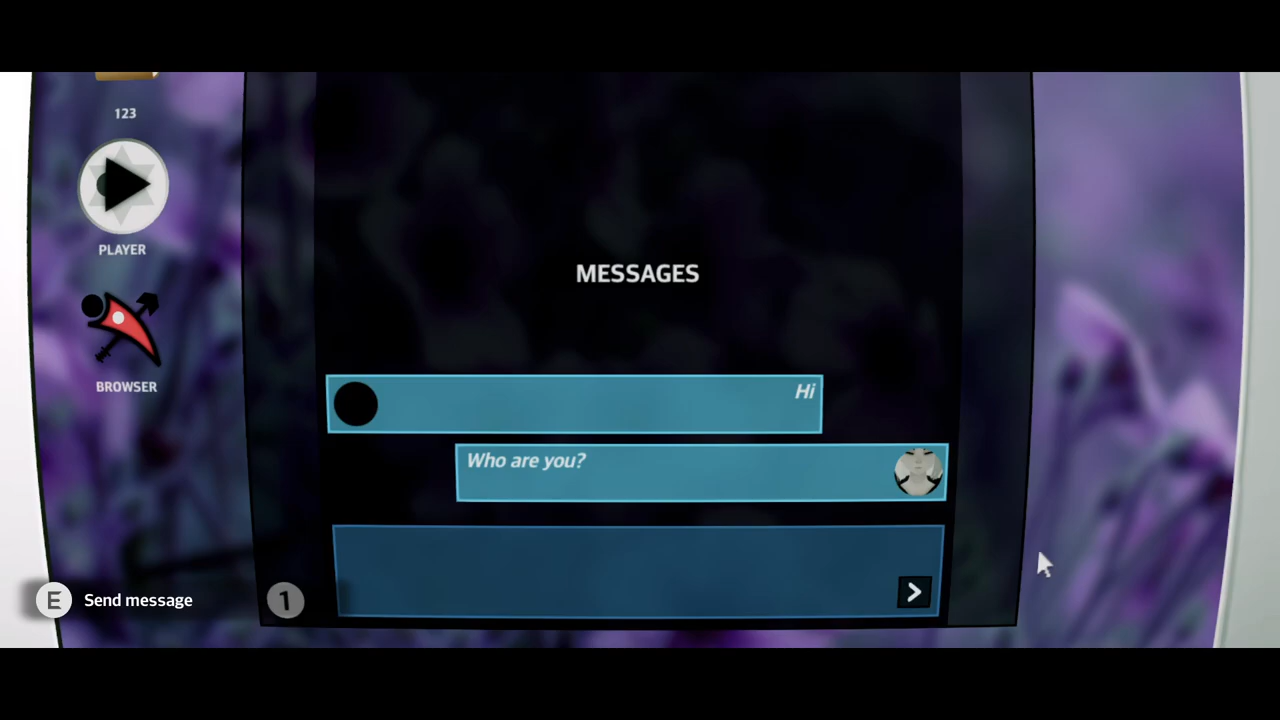 123
PLAYER
BROWSER
MESSAGES
Hi
Who are you?
E Send message
1